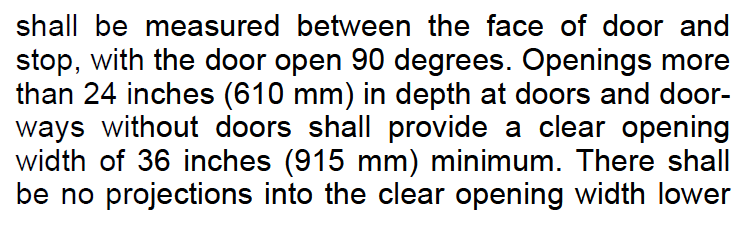 shall be measured between the face of door and
stop, with the door open 90 degrees. Openings more
than 24 inches (610 mm) in depth at doors and door-
ways without doors shall provide a clear opening
width of 36 inches (915 mm) minimum. There shall
be no projections into the clear opening width lower